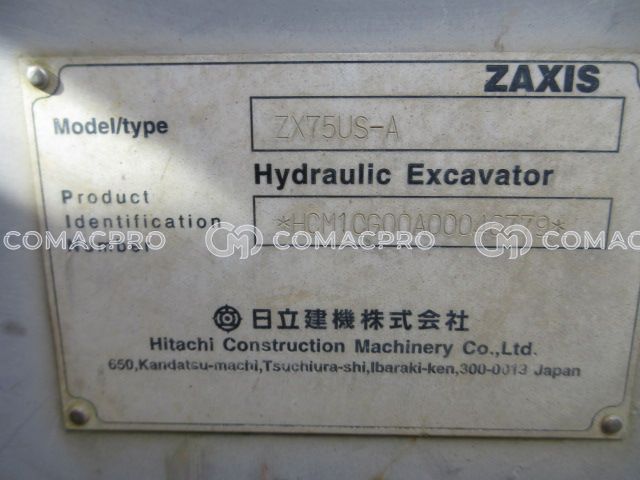 ZAXIS
Model/type
ZX75US-A
Hydraulic Excavator
Product
Identification
Number
COMACPRO COMACPRO COMACPRO
日立建機株式会社
Hitachi Construction Machinery Co.,Ltd.
650,Kandatsu-machi,Tsuchiura-shi,Ibaraki-ken,300-0013 Japan